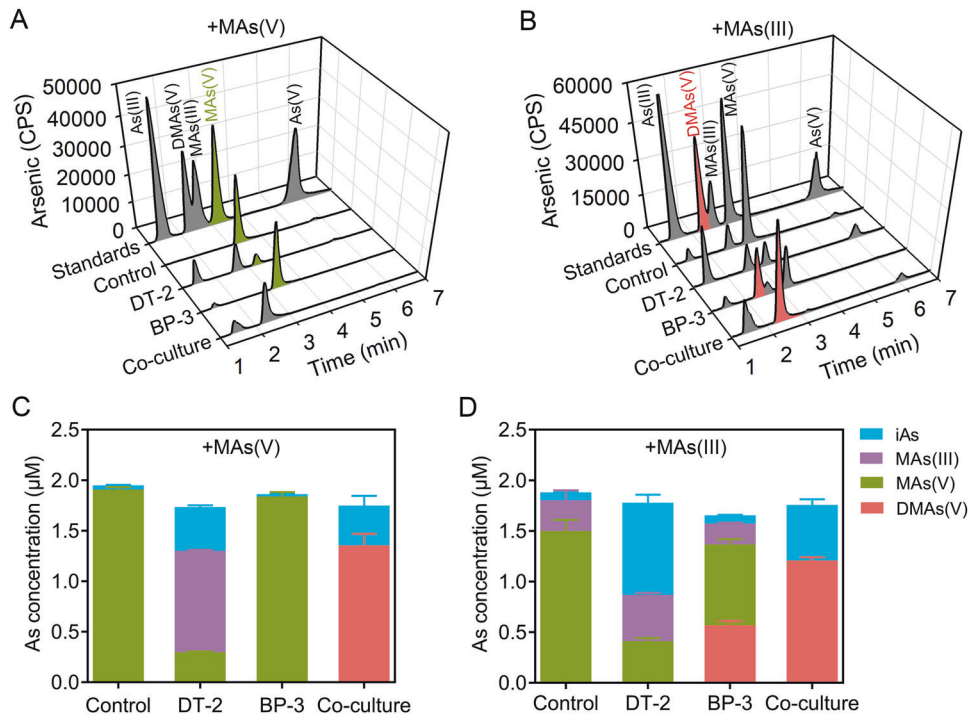 A
+MAs(V)
50000
40000
30000
20000
10000
0
Arsenic (CPS)
As(III)
DMAs(V)
MAs(III)
MAs(V)
As(V)
Standards
Control
DT-2
BP-3
Co-culture
1
2
3
4
5
6
7
Time (min)
B
+MAs(III)
60000
45000
30000
15000
0
Arsenic (CPS)
As(III)
DMAs(V)
MAs(III)
MAs(V)
As(V)
Standards
Control
DT-2
BP-3
Co-culture
1
2
3
4
5
6
7
Time (min)
C
+MAs(V)
2.5
2.0
1.5
1.0
0.5
0.0
As concentration (µM)
Control DT-2 BP-3 Co-culture
D
+MAs(III)
2.5
2.0
1.5
1.0
0.5
0.0
As concentration (µM)
Control DT-2 BP-3 Co-culture
iAs
MAs(III)
MAs(V)
DMAs(V)